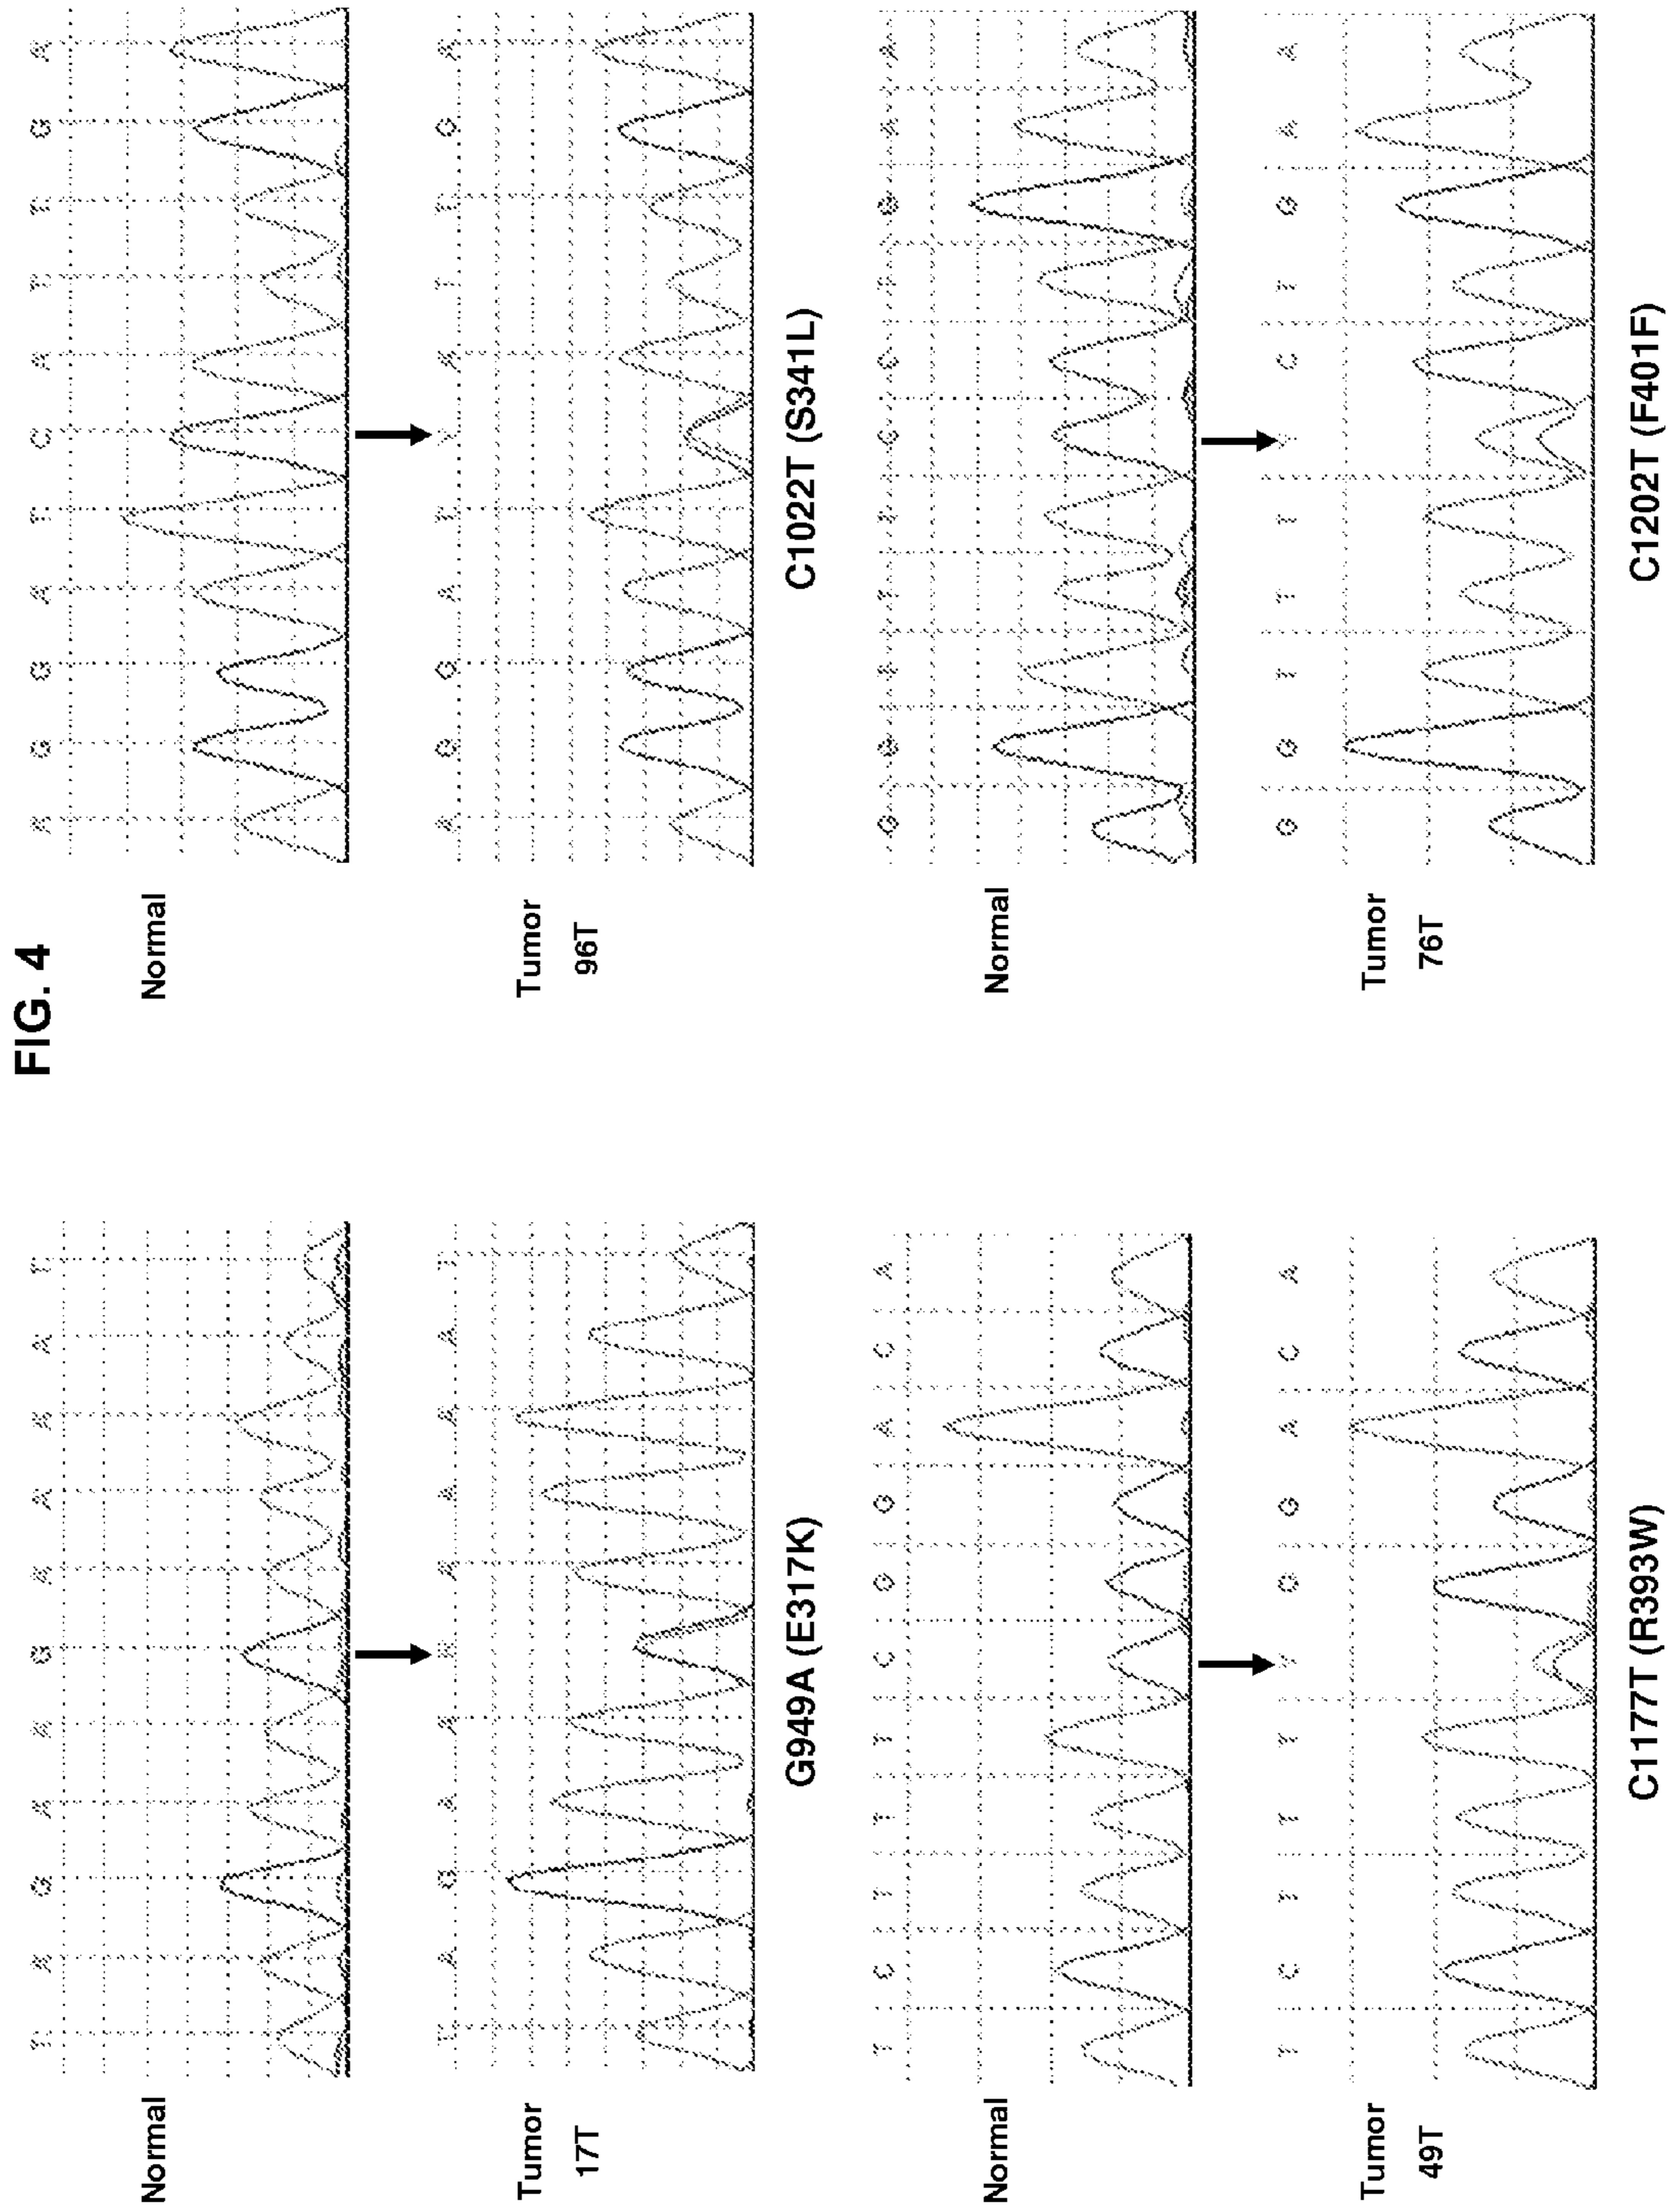 FIG. 4
Normal
T A G A A G A A A A T
Tumor
17T
T A G A A R A A A A T
G949A (E317K)
Normal
A G G A T C A T T G A
Tumor
96T
A G G A T Y A T T G A
C1022T (S341L)
Normal
T C T T T C G G A C A
Tumor
49T
T C T T T Y G G A C A
C1177T (R393W)
Normal
G G T T T C C T G A A
Tumor
76T
G G T T T Y C T G A A
C1202T (F401F)